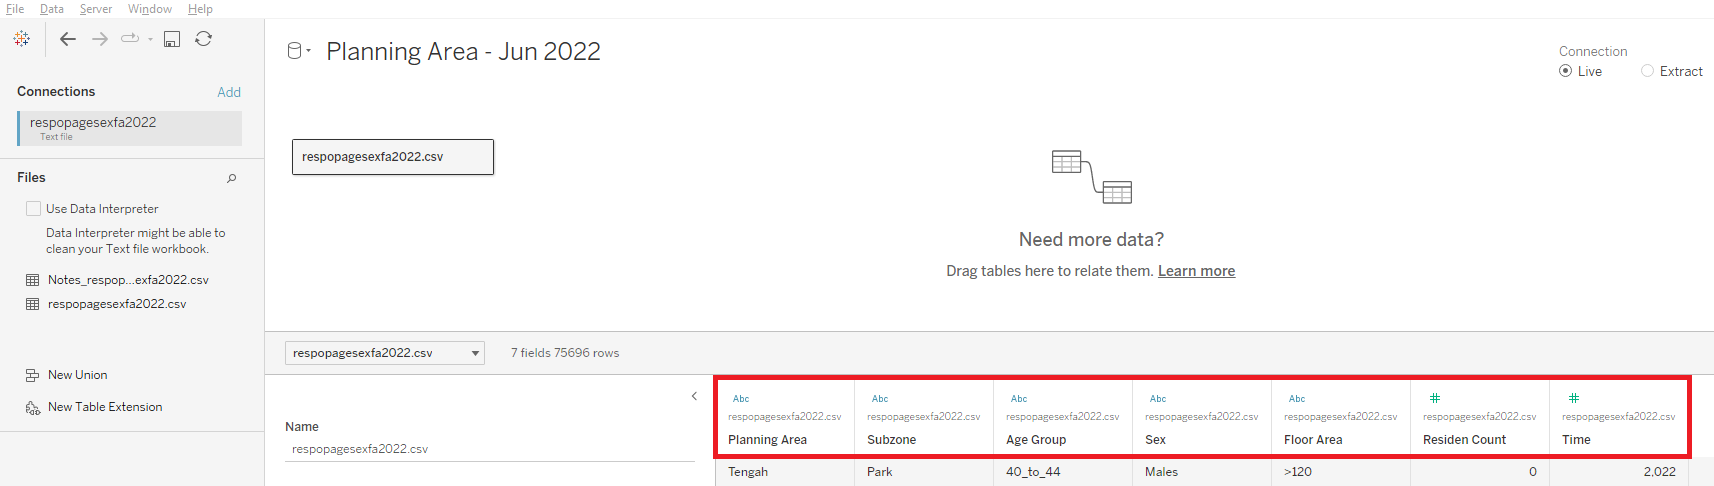 File Data Server Window Help
Planning Area - Jun 2022
Connection
Live Extract
Connections Add
respopagesexfa2022
Text file
respopagesexfa2022.csv
Files
Use Data Interpreter
Data Interpreter might be able to
clean your Text file workbook.
Notes_respop...exfa2022.csv
respopagesexfa2022.csv
New Union
New Table Extension
Need more data?
Drag tables here to relate them. Learn more
respopagesexfa2022.csv 7 fields 75696 rows
Name
respopagesexfa2022.csv
Abc Abc Abc Abc Abc # #
respopagesexfa2022.csv respopagesexfa2022.csv respopagesexfa2022.csv respopagesexfa2022.csv respopagesexfa2022.csv respopagesexfa2022.csv respopagesexfa2022.csv
Planning Area Subzone Age Group Sex Floor Area Residen Count Time
Tengah Park 40_to_44 Males >120 0 2,022